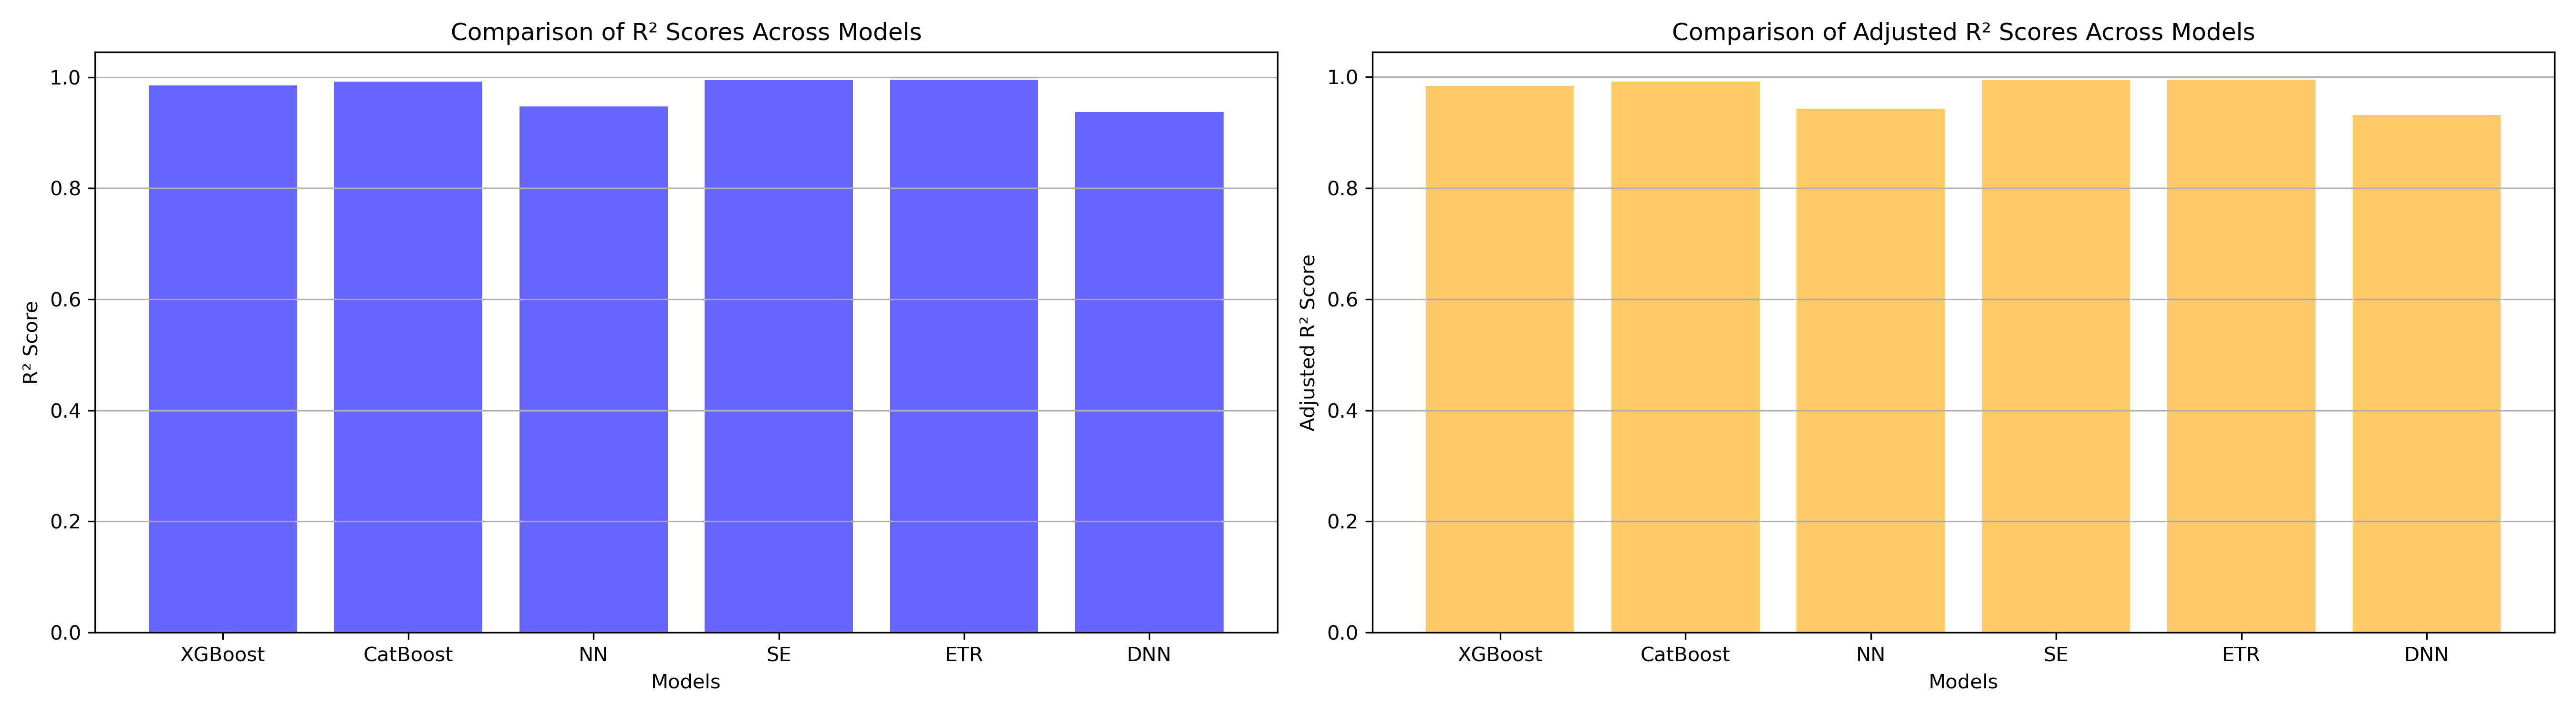 Comparison of R² Scores Across Models
R² Score
1.0
0.8
0.6
0.4
0.2
0.0
XGBoost CatBoost NN SE ETR DNN
Models
Comparison of Adjusted R² Scores Across Models
Adjusted R² Score
1.0
0.8
0.6
0.4
0.2
0.0
XGBoost CatBoost NN SE ETR DNN
Models